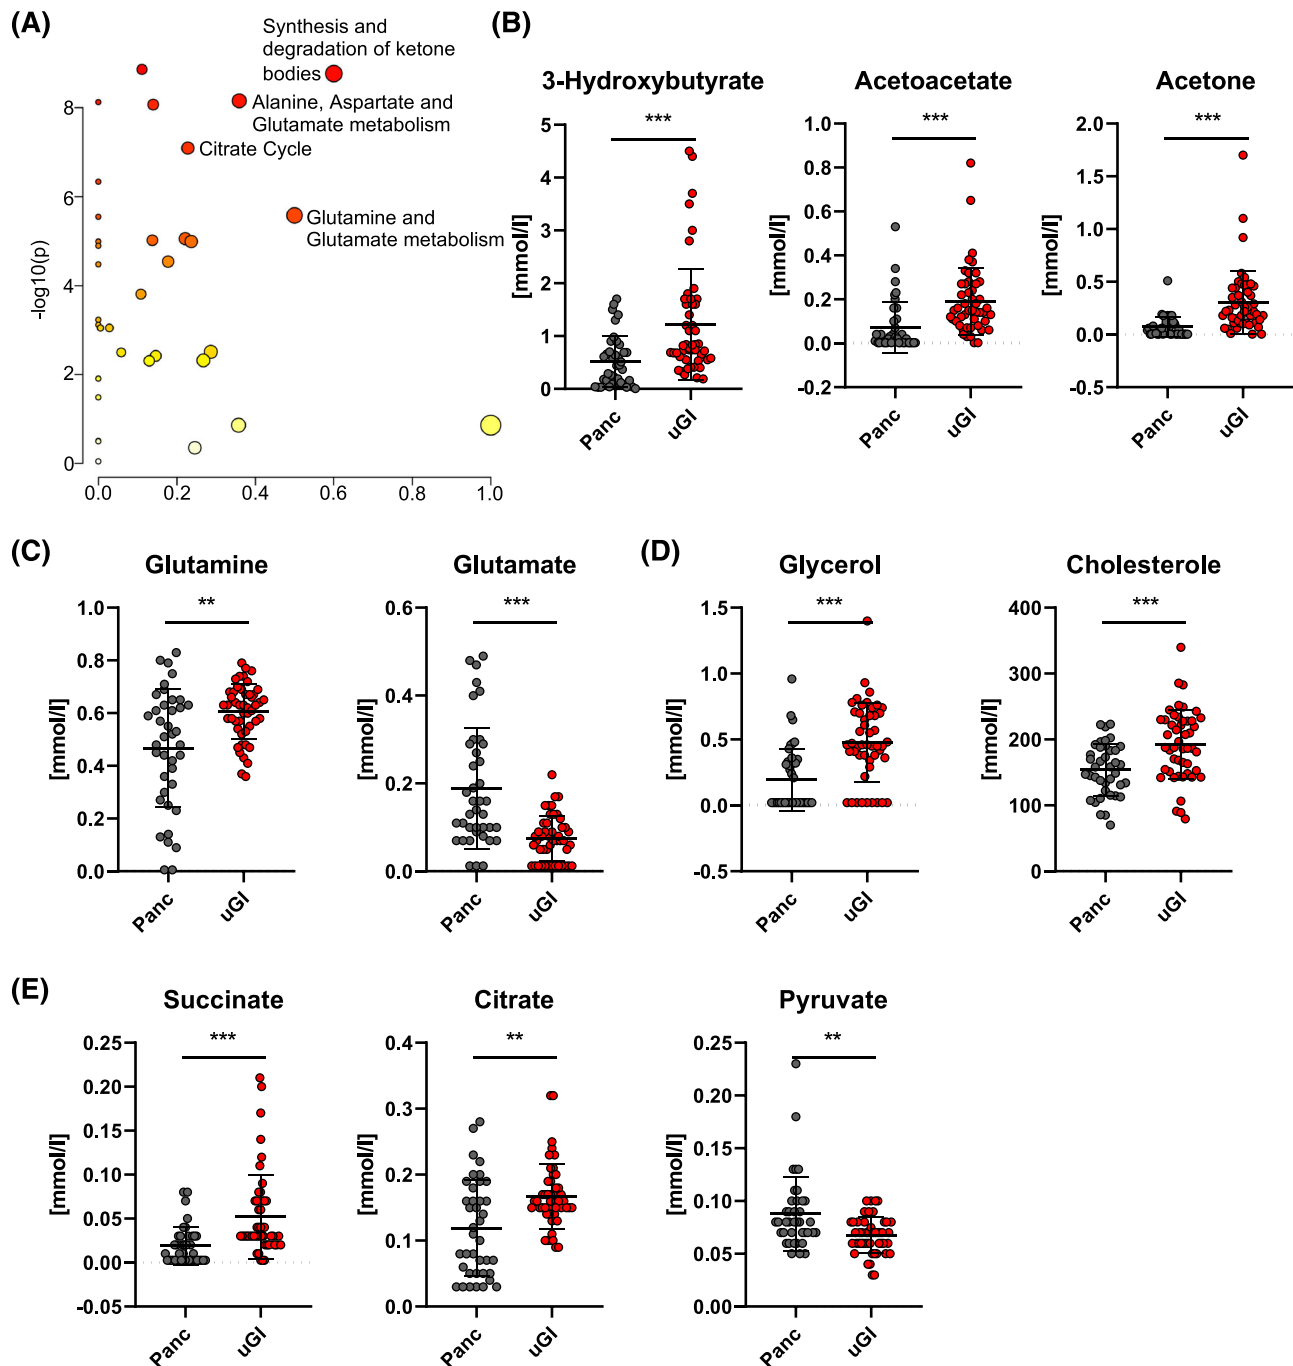 (A)
Synthesis and
degradation of ketone
bodies
Alanine, Aspartate and
Glutamate metabolism
Citrate Cycle
Glutamine and
Glutamate metabolism
-log10(p)
8
6
4
2
0
0.0 0.2 0.4 0.6 0.8 1.0
(B)
3-Hydroxybutyrate
***
[mmol/l]
5
4
3
2
1
0
Panc uGI
Acetoacetate
***
[mmol/l]
1.0
0.8
0.6
0.4
0.2
0.0
-0.2
Panc uGI
Acetone
***
[mmol/l]
2.0
1.5
1.0
0.5
0.0
-0.5
Panc uGI
(C)
Glutamine
**
[mmol/l]
1.0
0.8
0.6
0.4
0.2
0.0
Panc uGI
Glutamate
***
[mmol/l]
0.6
0.4
0.2
0.0
Panc uGI
(D)
Glycerol
***
[mmol/l]
1.5
1.0
0.5
0.0
-0.5
Panc uGI
Cholesterole
***
[mmol/l]
400
300
200
100
0
Panc uGI
(E)
Succinate
***
[mmol/l]
0.25
0.20
0.15
0.10
0.05
0.00
-0.05
Panc uGI
Citrate
**
[mmol/l]
0.4
0.3
0.2
0.1
0.0
Panc uGI
Pyruvate
**
[mmol/l]
0.25
0.20
0.15
0.10
0.05
0.00
Panc uGI